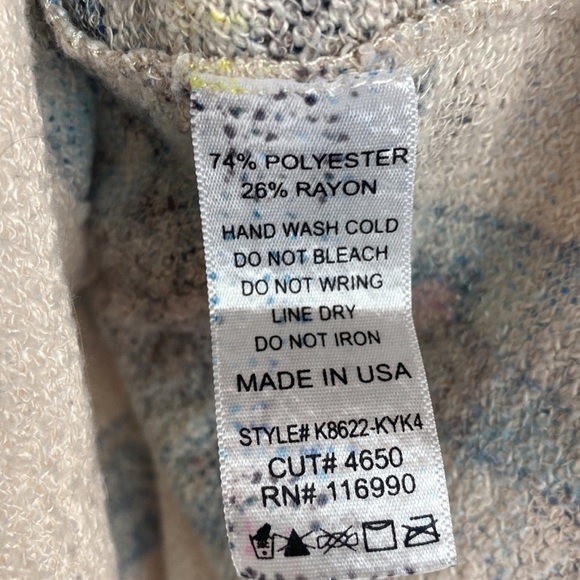 74% POLYESTER
26% RAYON
HAND WASH COLD
DO NOT BLEACH
DO NOT WRING
LINE DRY
DO NOT IRON
MADE IN USA
STYLE# K8622-KYK4
CUT# 4650
RN# 116990